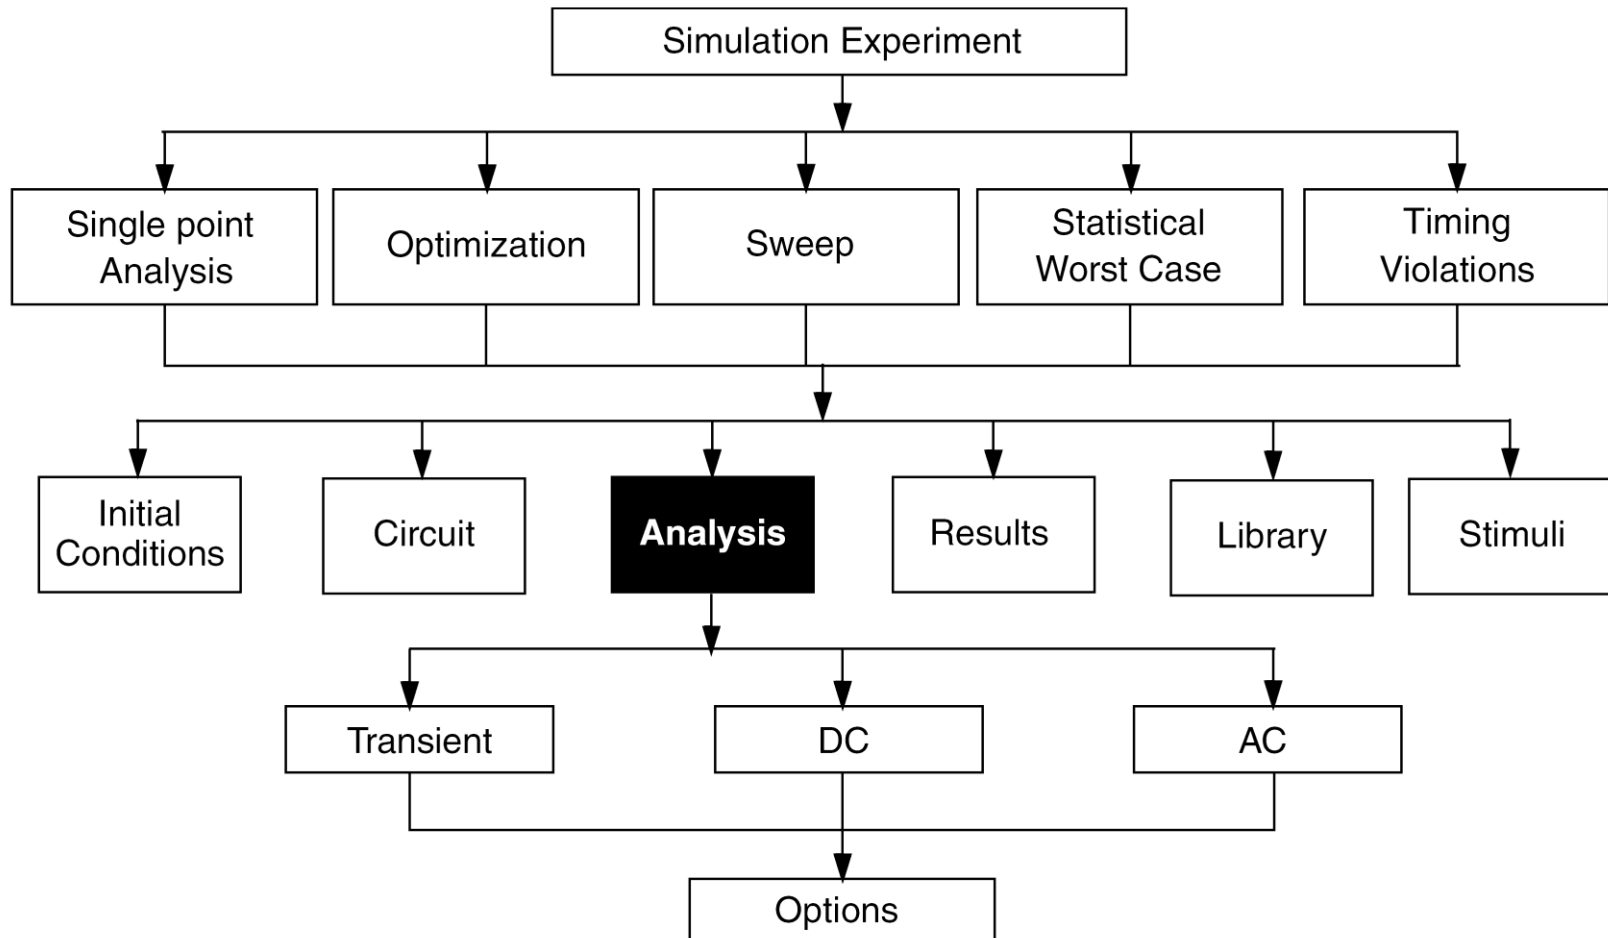 Simulation Experiment
Single point
Analysis
Optimization
Sweep
Statistical
Worst Case
Timing
Violations
Initial
Conditions
Circuit
Analysis
Results
Library
Stimuli
Transient
DC
AC
Options